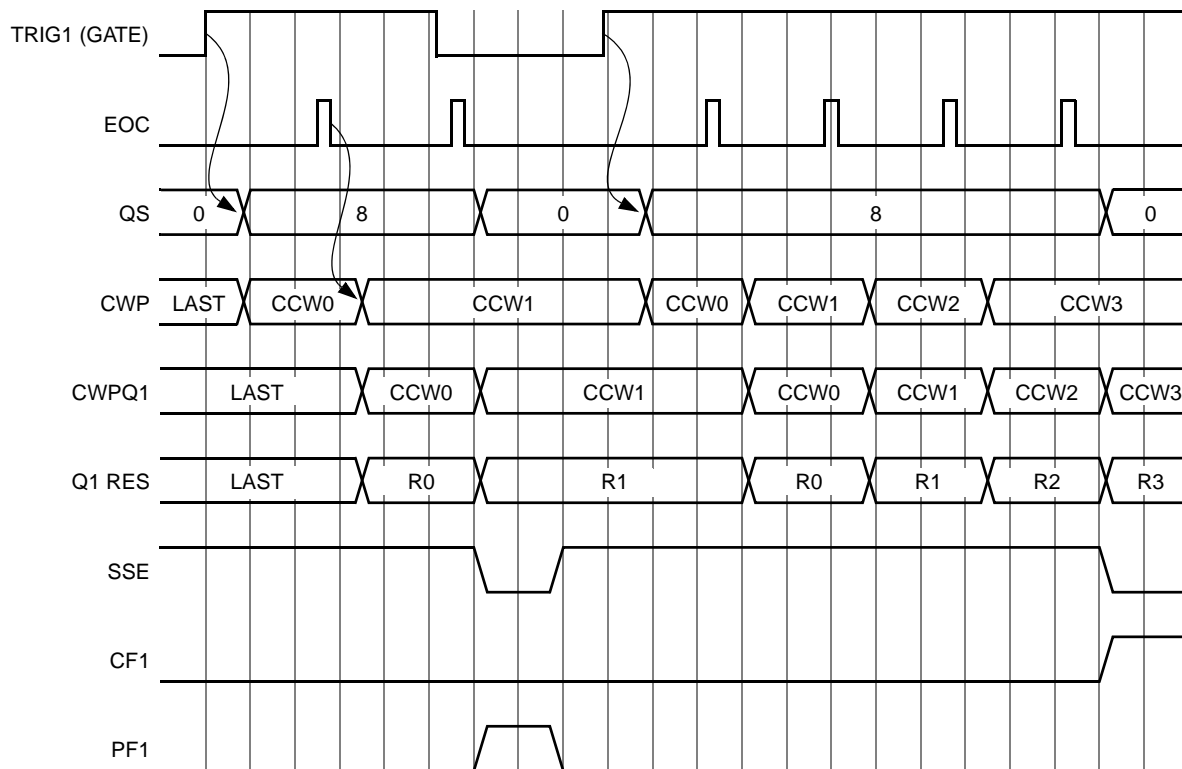 TRIG1 (GATE)
EOC
QS 0 8 0 8 0
CWP LAST CCW0 CCW1 CCW0 CCW1 CCW2 CCW3
CWPQ1 LAST CCW0 CCW1 CCW0 CCW1 CCW2 CCW3
Q1 RES LAST R0 R1 R0 R1 R2 R3
SSE
CF1
PF1